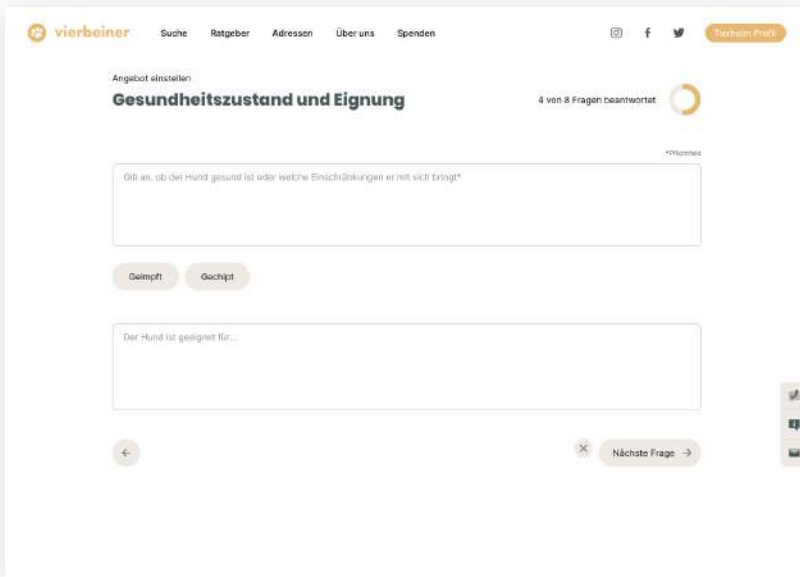 vierbeiner
Suche Ratgeber Adressen Über uns Spenden
Tierheim Profil
Angebot einstellen
Gesundheitszustand und Eignung
4 von 8 Fragen beantwortet
*Pflichtfeld
Gib an, ob der Hund gesund ist oder welche Einschränkungen er mit sich bringt*
Geimpft Gechipt
Der Hund ist geeignet für...
Nächste Frage